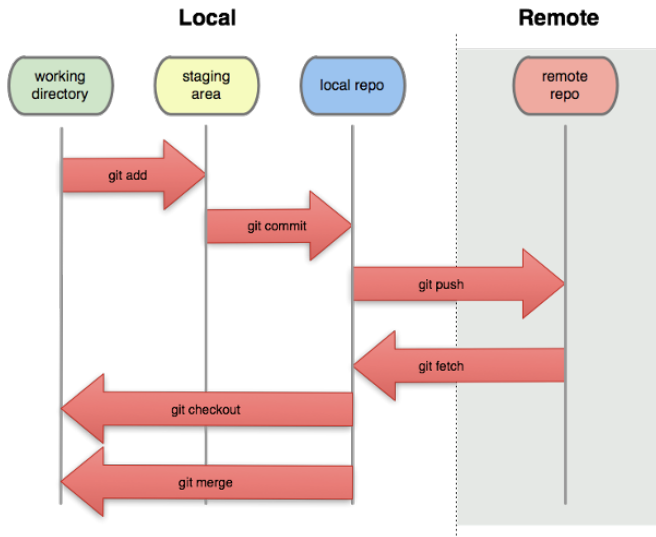 Local
Remote
working
directory
staging
area
local repo
remote
repo
git add
git commit
git push
git fetch
git checkout
git merge